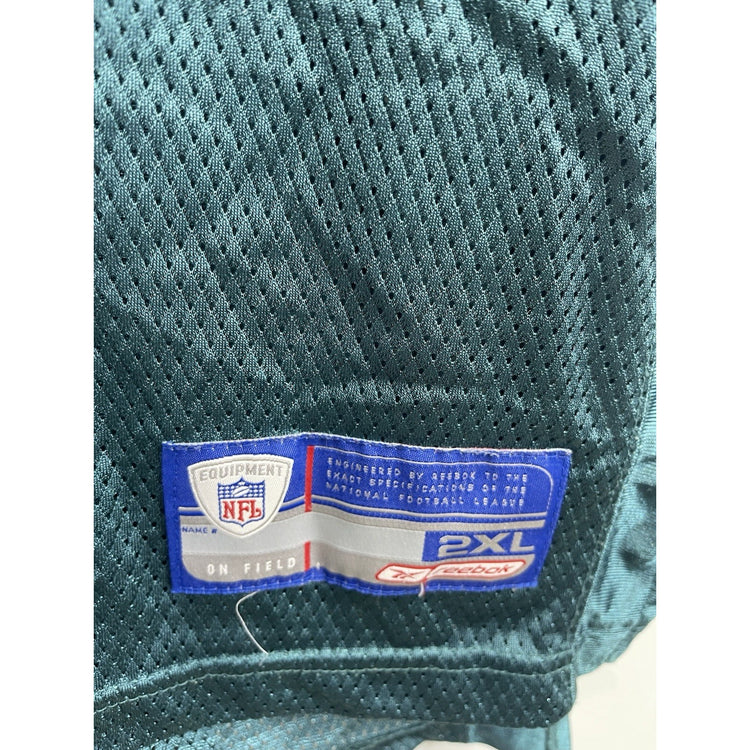 EQUIPMENT
NFL
ENGINEERED BY REEBOK TO THE
EXACT SPECIFICATIONS OF THE
NATIONAL FOOTBALL LEAGUE
NAME #
2XL
ON FIELD
Reebok